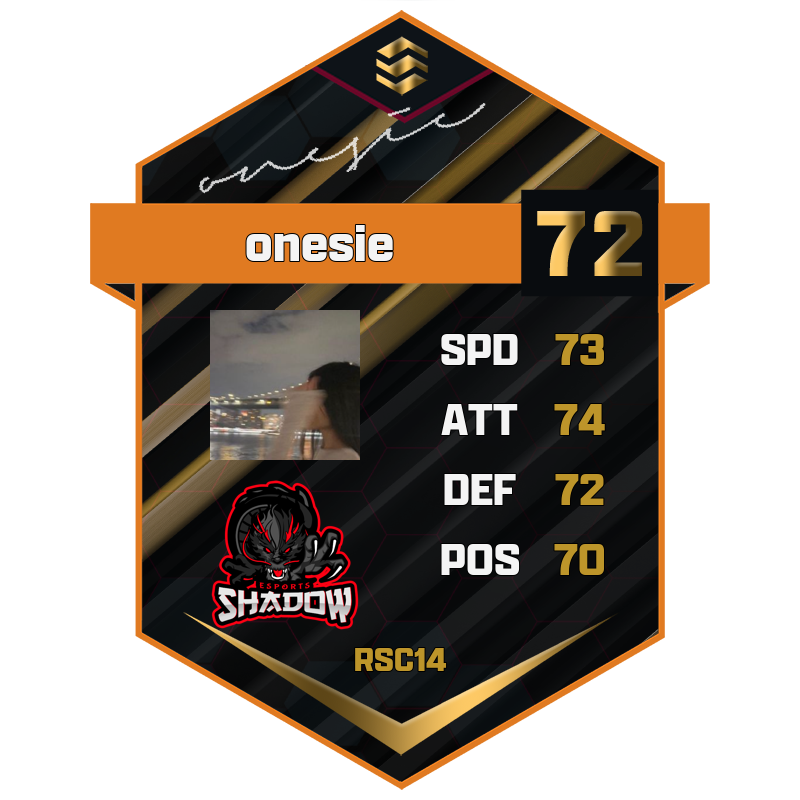 onesie
onesie
72
SPD 73
ATT 74
DEF 72
POS 70
ESPORTS
SHADOW
RSC14